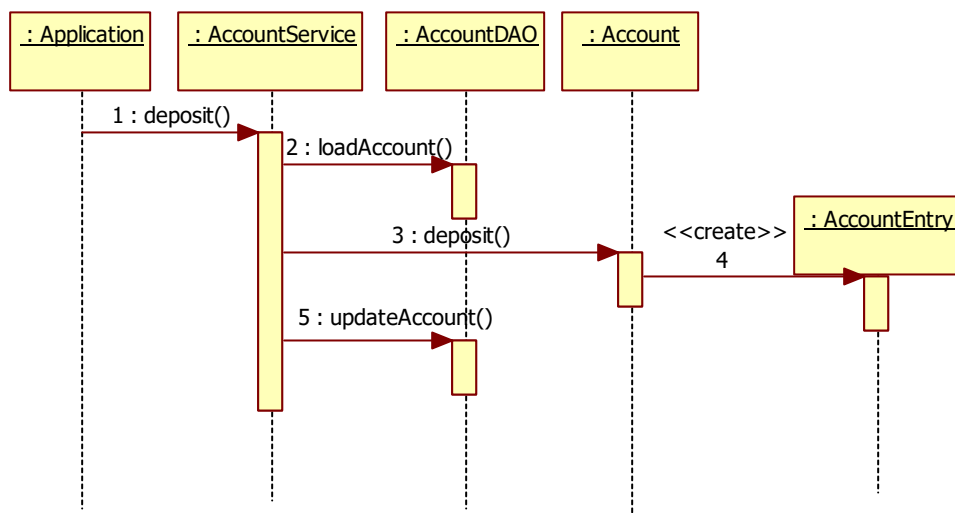 : Application
: AccountService
: AccountDAO
: Account
1 : deposit()
2 : loadAccount()
: AccountEntry
3 : deposit()
<<create>>
4
5 : updateAccount()